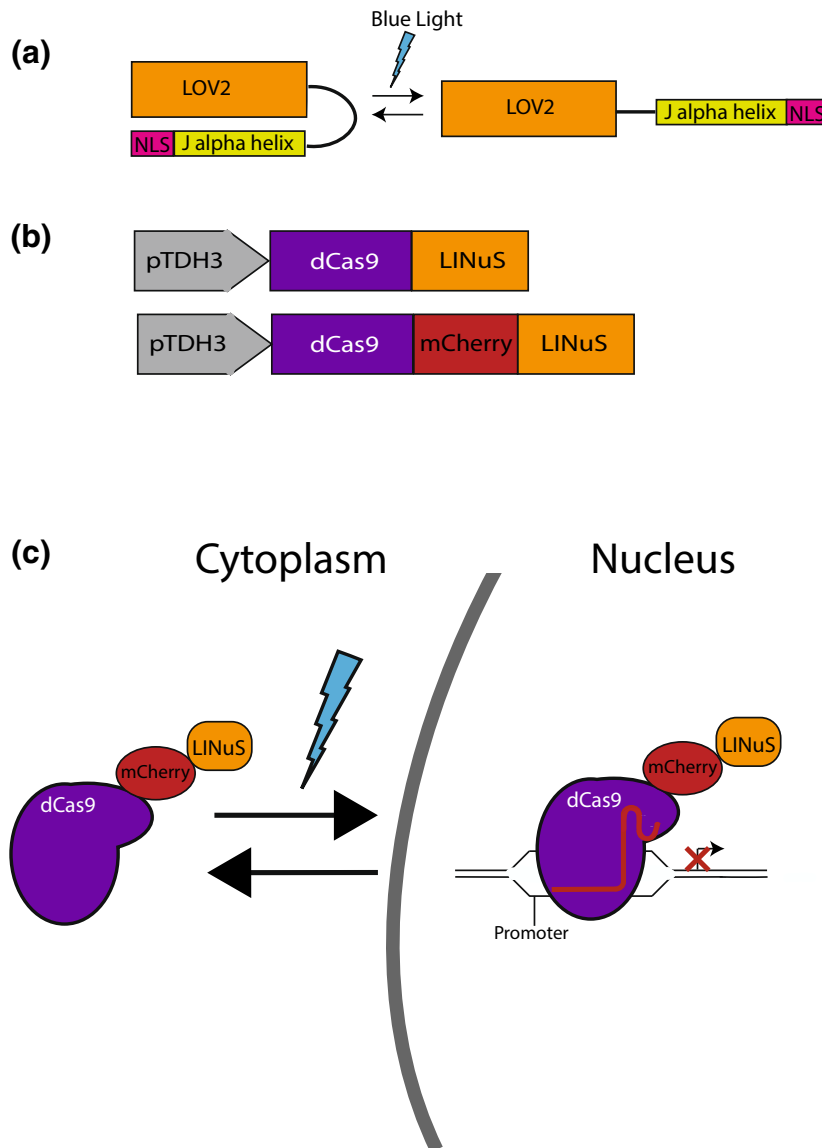 Blue Light
(a)
LOV2
NLS J alpha helix
LOV2
J alpha helix NLS
(b)
pTDH3 dCas9 LINuS
pTDH3 dCas9 mCherry LINuS
(c)
Cytoplasm Nucleus
LINuS
mCherry
dCas9
LINuS
mCherry
dCas9
Promoter